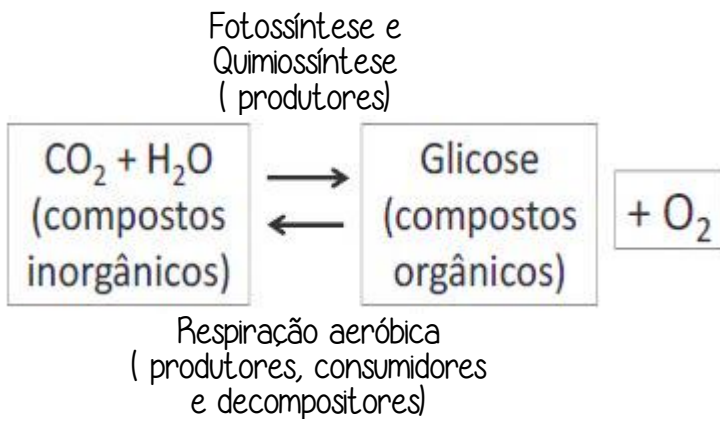 Fotossíntese e
Quimiossíntese
( produtores)
CO₂ + H₂O
(compostos
inorgânicos)
Glicose
(compostos
orgânicos)
+ O₂
Respiração aeróbica
( produtores, consumidores
e decompositores)